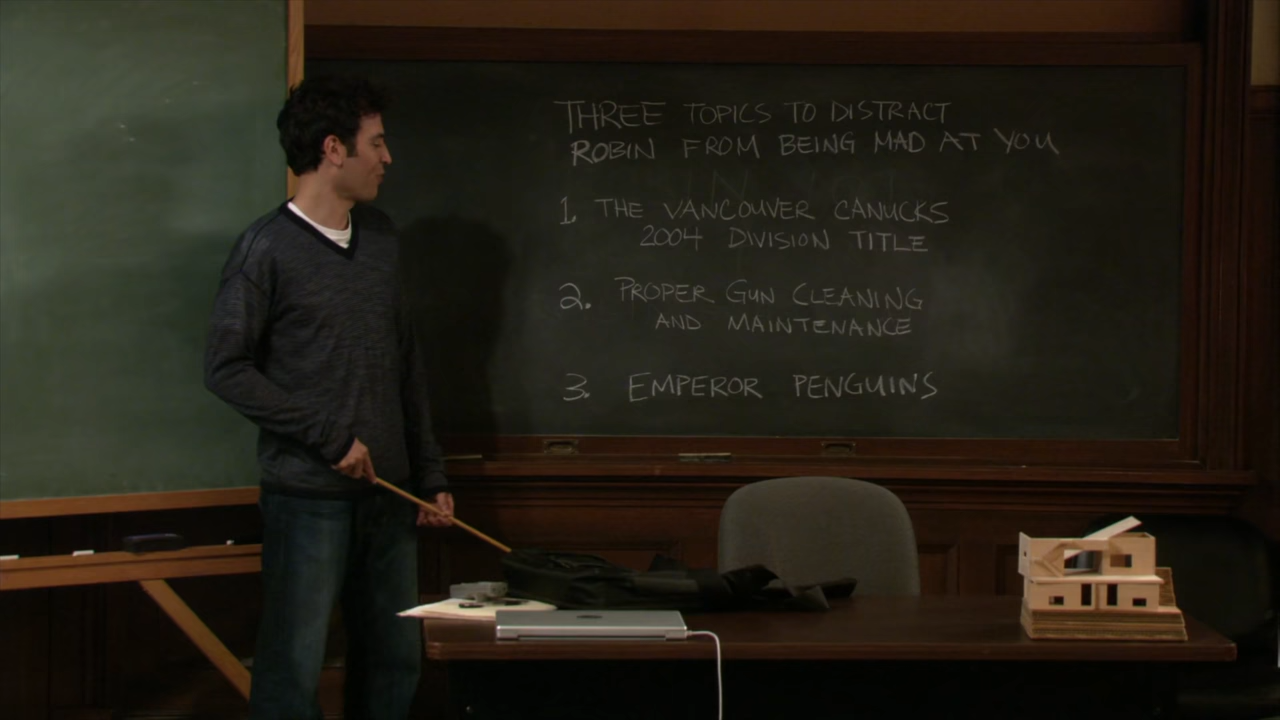 THREE TOPICS TO DISTRACT
ROBIN FROM BEING MAD AT YOU
1. THE VANCOUVER CANUCKS
2004 DIVISION TITLE
2. PROPER GUN CLEANING
AND MAINTENANCE
3. EMPEROR PENGUINS